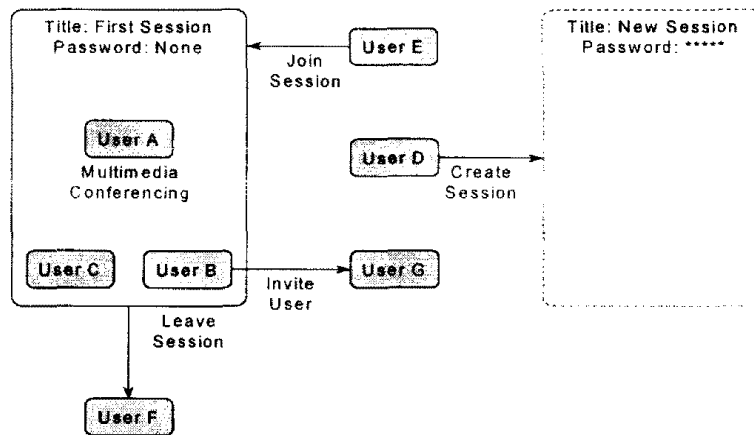 Title: First Session
Password: None
User E
Join
Session
Title: New Session
Password: *****
User A
Multimedia
Conferencing
User D
Create
Session
User C
User B
Invite
User
User G
Leave
Session
User F